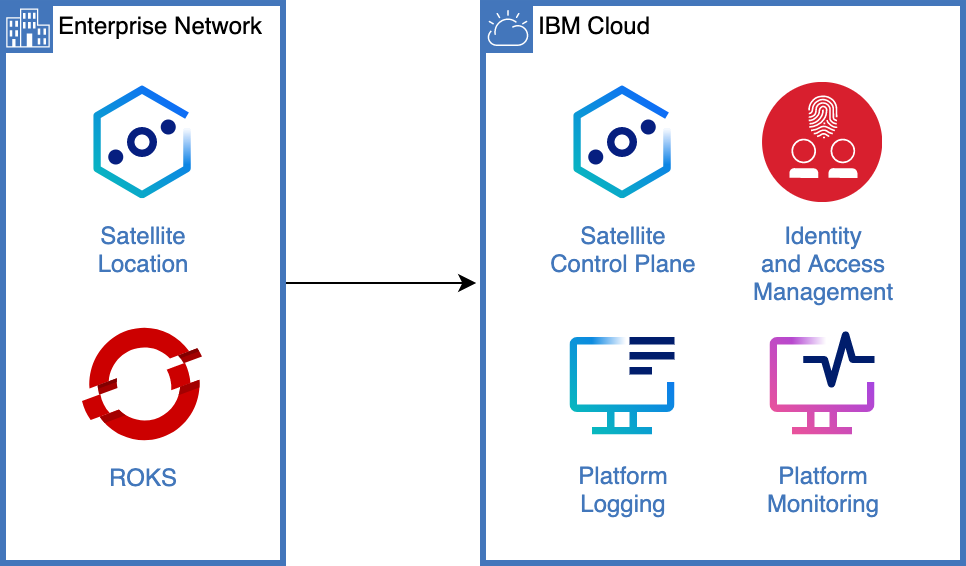 Enterprise Network
Satellite
Location
ROKS
IBM Cloud
Satellite
Control Plane
Identity
and Access
Management
Platform
Logging
Platform
Monitoring